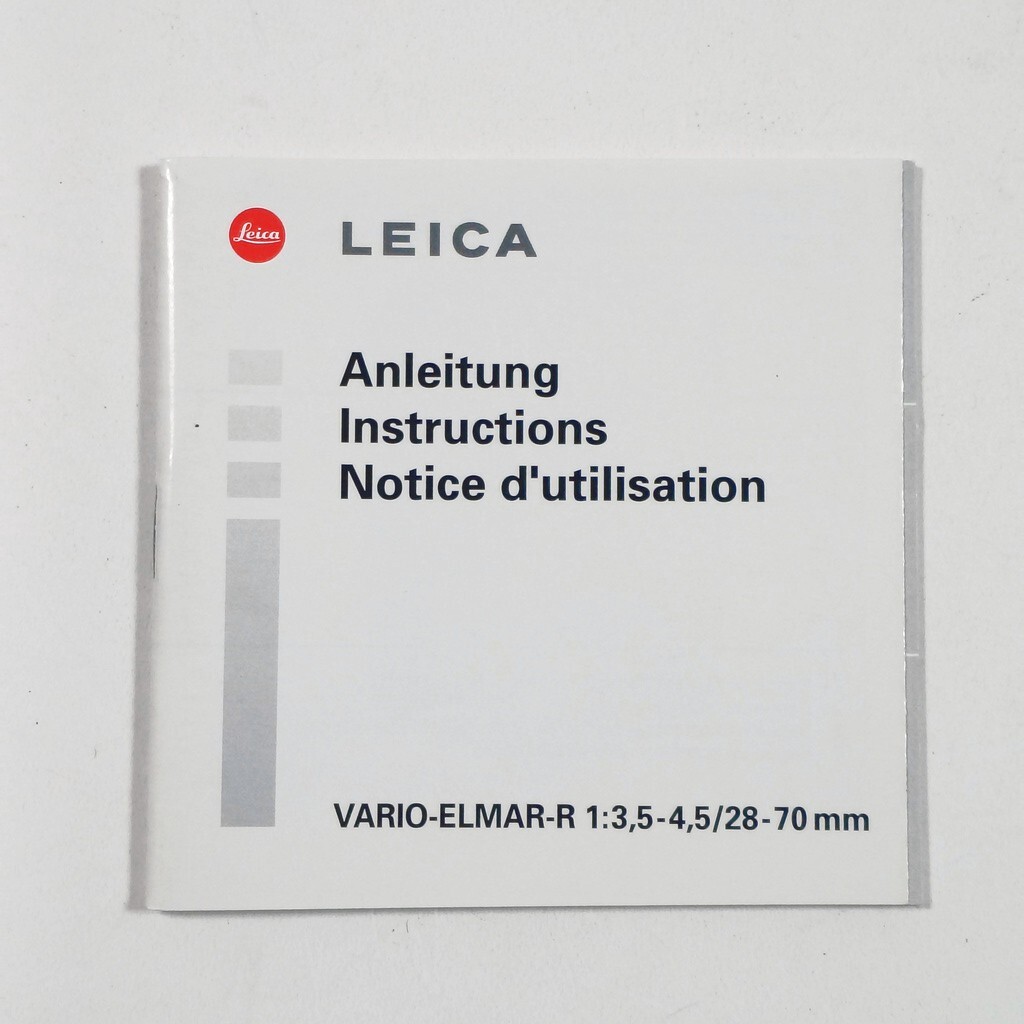 Leica LEICA
Anleitung
Instructions
Notice d'utilisation
VARIO-ELMAR-R 1:3,5-4,5/28-70 mm